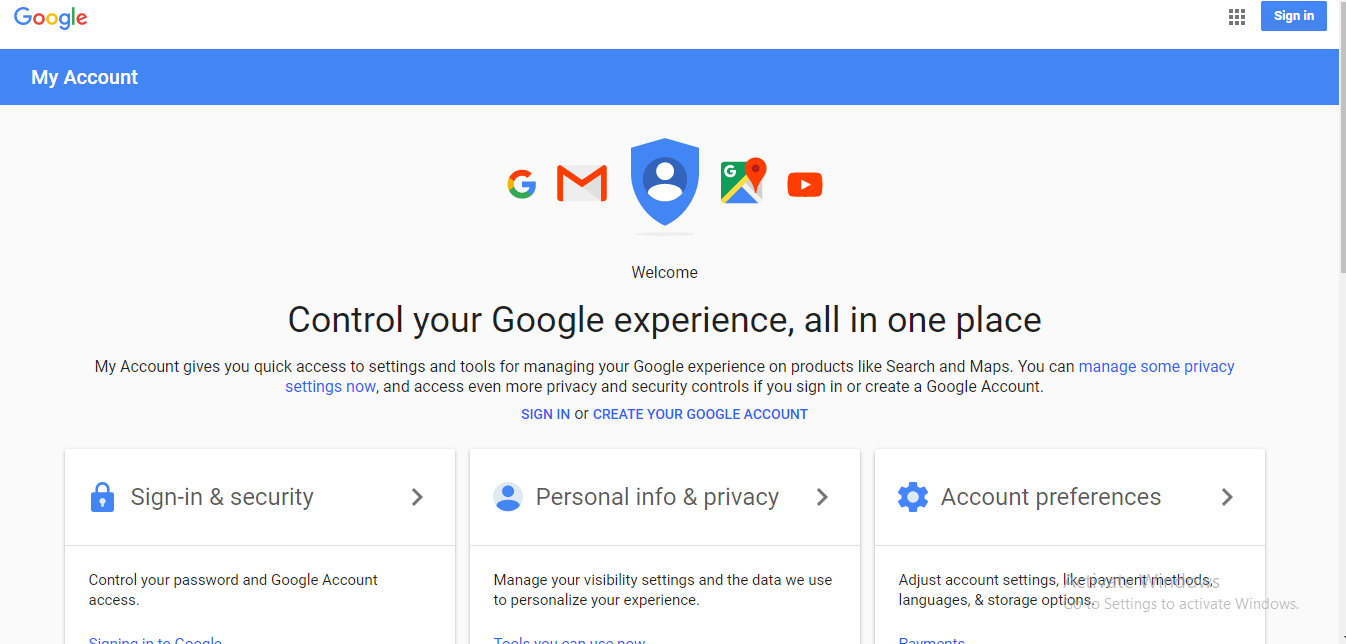 Google
Sign in
My Account
G
Welcome
Control your Google experience, all in one place
My Account gives you quick access to settings and tools for managing your Google experience on products like Search and Maps. You can manage some privacy
settings now, and access even more privacy and security controls if you sign in or create a Google Account.
SIGN IN or CREATE YOUR GOOGLE ACCOUNT
Sign-in & security
Control your password and Google Account
access.
Signing in to Google
Personal info & privacy
Manage your visibility settings and the data we use
to personalize your experience.
Tools you can use now
Account preferences
Adjust account settings, like payment methods,
languages, & storage options.
Payments
Activate Windows
Go to Settings to activate Windows.